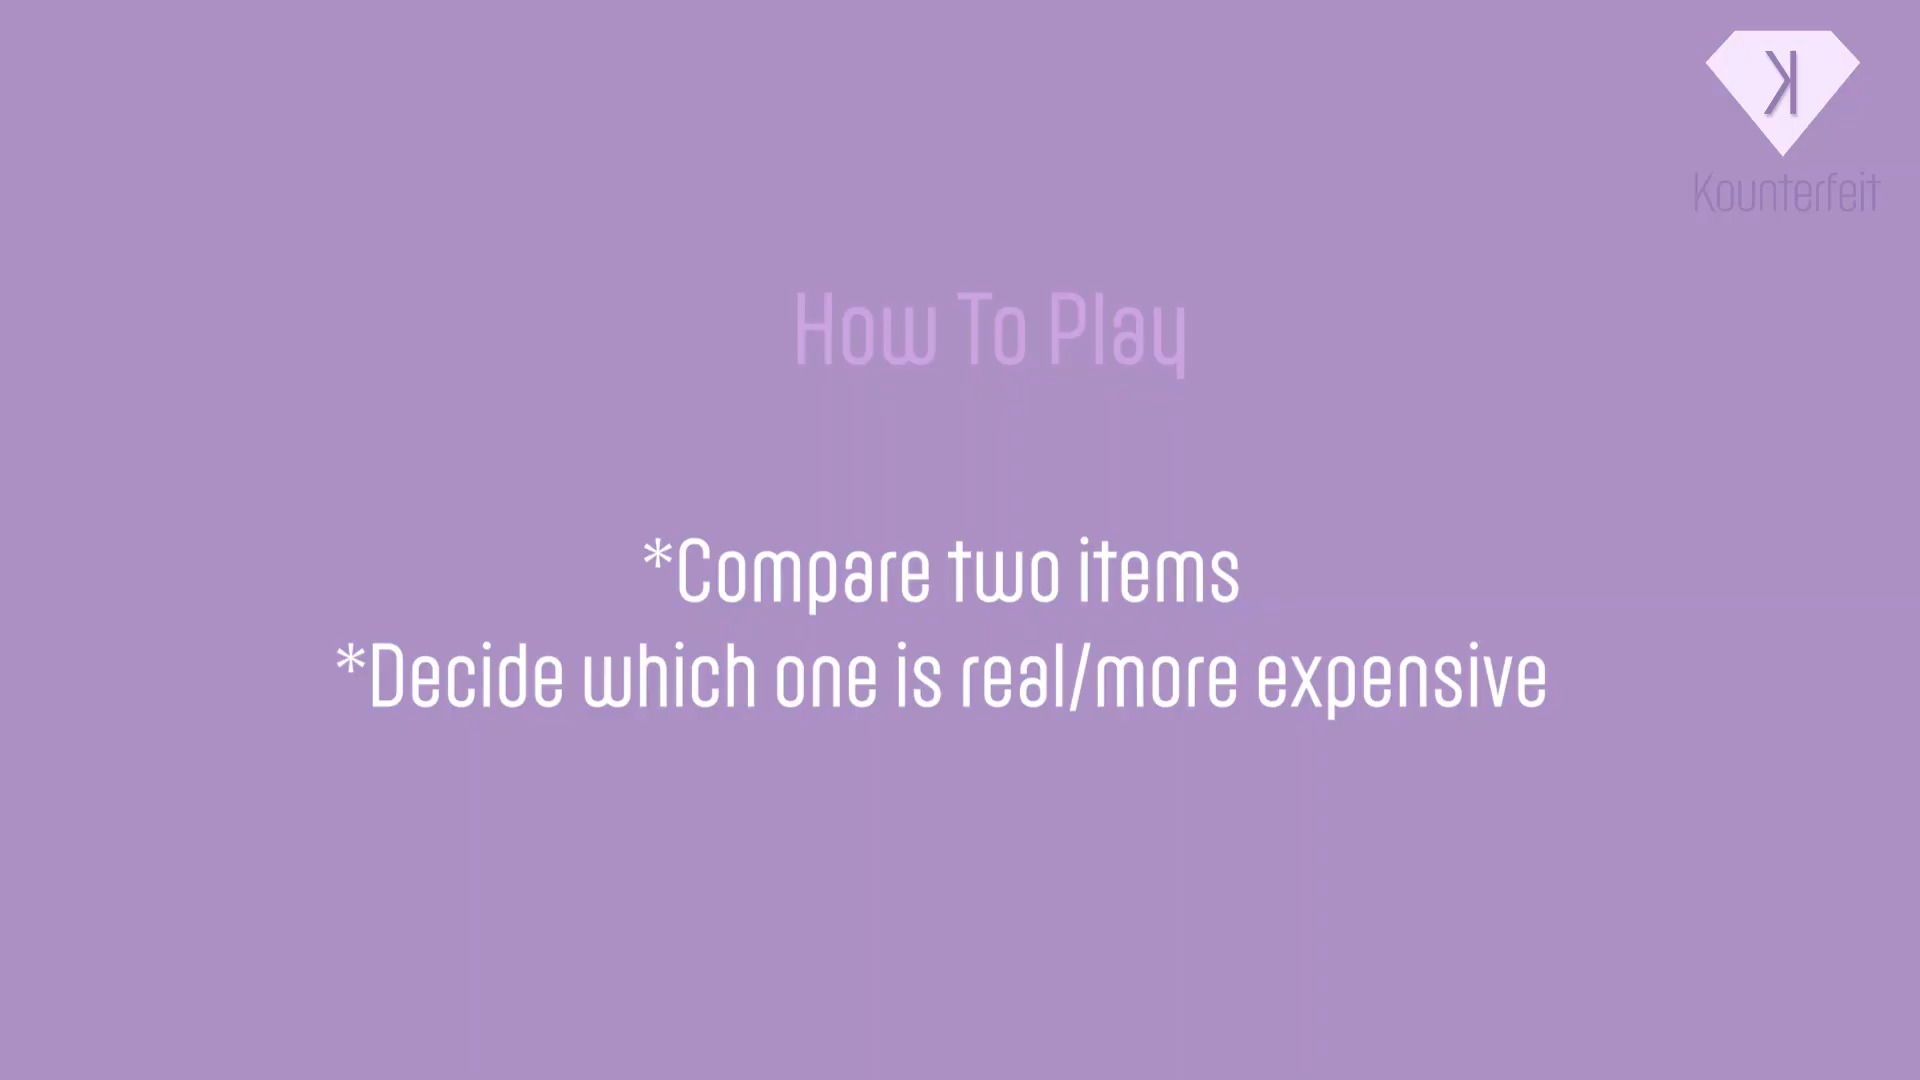 K
Kounterfeit
How To Play
*Compare two items
*Decide which one is real/more expensive